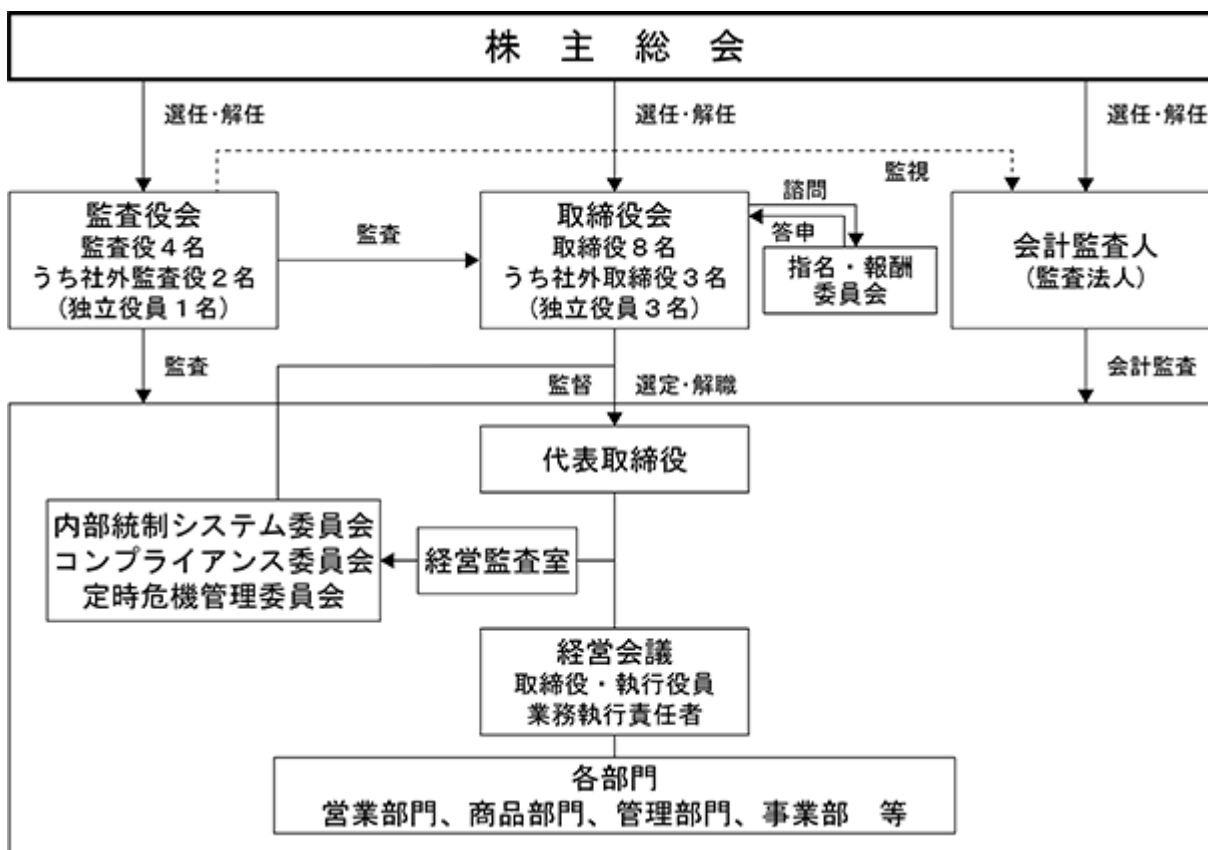 株 主 総 会
選任・解任
選任・解任
選任・解任
監視
監査役会
監査役4名
うち社外監査役2名
(独立役員1名)
監査
取締役会
取締役8名
うち社外取締役3名
(独立役員3名)
諮問
答申
指名・報酬
委員会
会計監査人
(監査法人)
監査
監督
選定・解職
会計監査
代表取締役
内部統制システム委員会
コンプライアンス委員会
定時危機管理委員会
経営監査室
経営会議
取締役・執行役員
業務執行責任者
各部門
営業部門、商品部門、管理部門、事業部 等